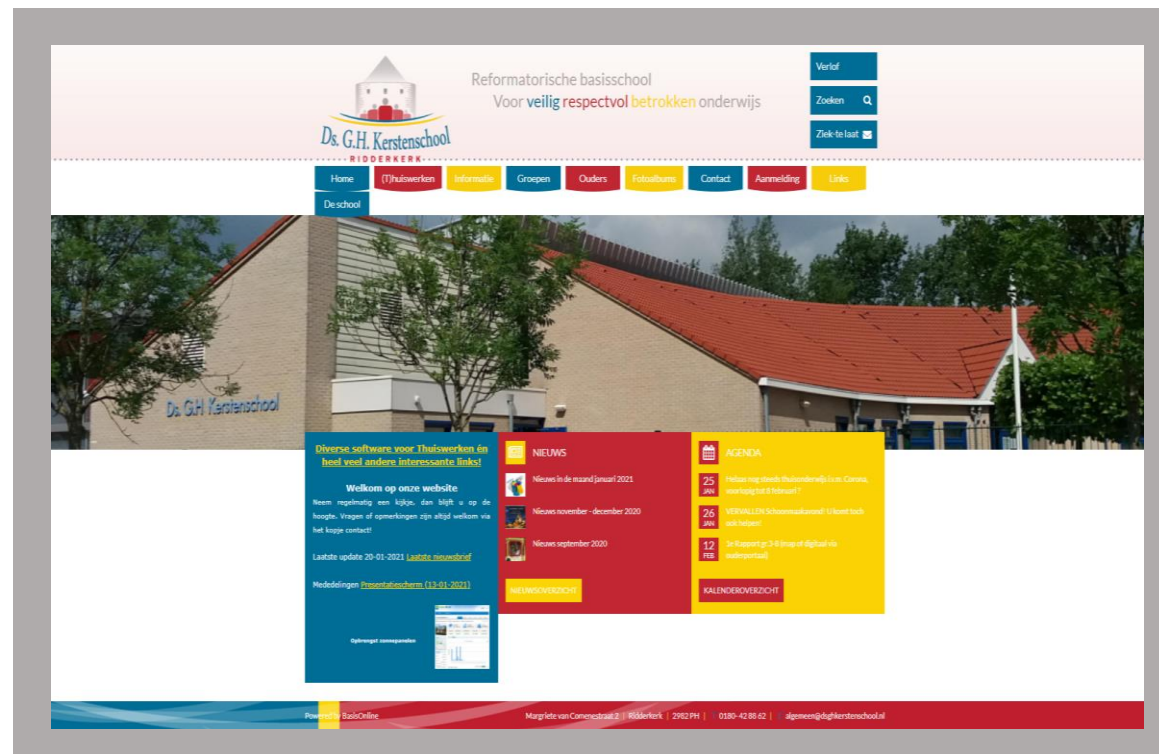 Reformatorische basisschool
Voor veilig respectvol betrokken onderwijs
Verlof
Zoeken
Ziek-te laat
Ds. G.H. Kerstenschool
RIDDERKERK
Home
(T)huiswerken
Informatie
Groepen
Ouders
Fotoalbums
Contact
Aanmelding
Links
De school
Ds. G.H Kerstenschool
Diverse software voor Thuiswerken én
heel veel andere interessante links!
Welkom op onze website
Neem regelmatig een kijkje, dan blijft u op de
hoogte. Vragen of opmerkingen zijn altijd welkom via
het kopje contact!
Laatste update 20-01-2021 Laatste nieuwsbrief
Mededelingen Presentatiescherm (13-01-2021)
Opbrengst zonnepanelen
NIEUWS
Nieuws in de maand januari 2021
Nieuws november - december 2020
Nieuws september 2020
NIEUWSOVERZICHT
AGENDA
25 JAN
Helaas nog steeds thuisonderwijs i.v.m. Corona,
voorlopig tot 8 februari ?
26 JAN
VERVALLEN Schoonmaakavond! U komt toch
ook helpen!
12 FEB
1e Rapport gr 3-8 (map of digitaal via
ouderportaal)
KALENDEROVERZICHT
Powered by BasisOnline
Margriete van Comenestraat 2 | Ridderkerk | 2982 PH | 0180-42 88 62 | algemeen@dsghkerstenschool.nl